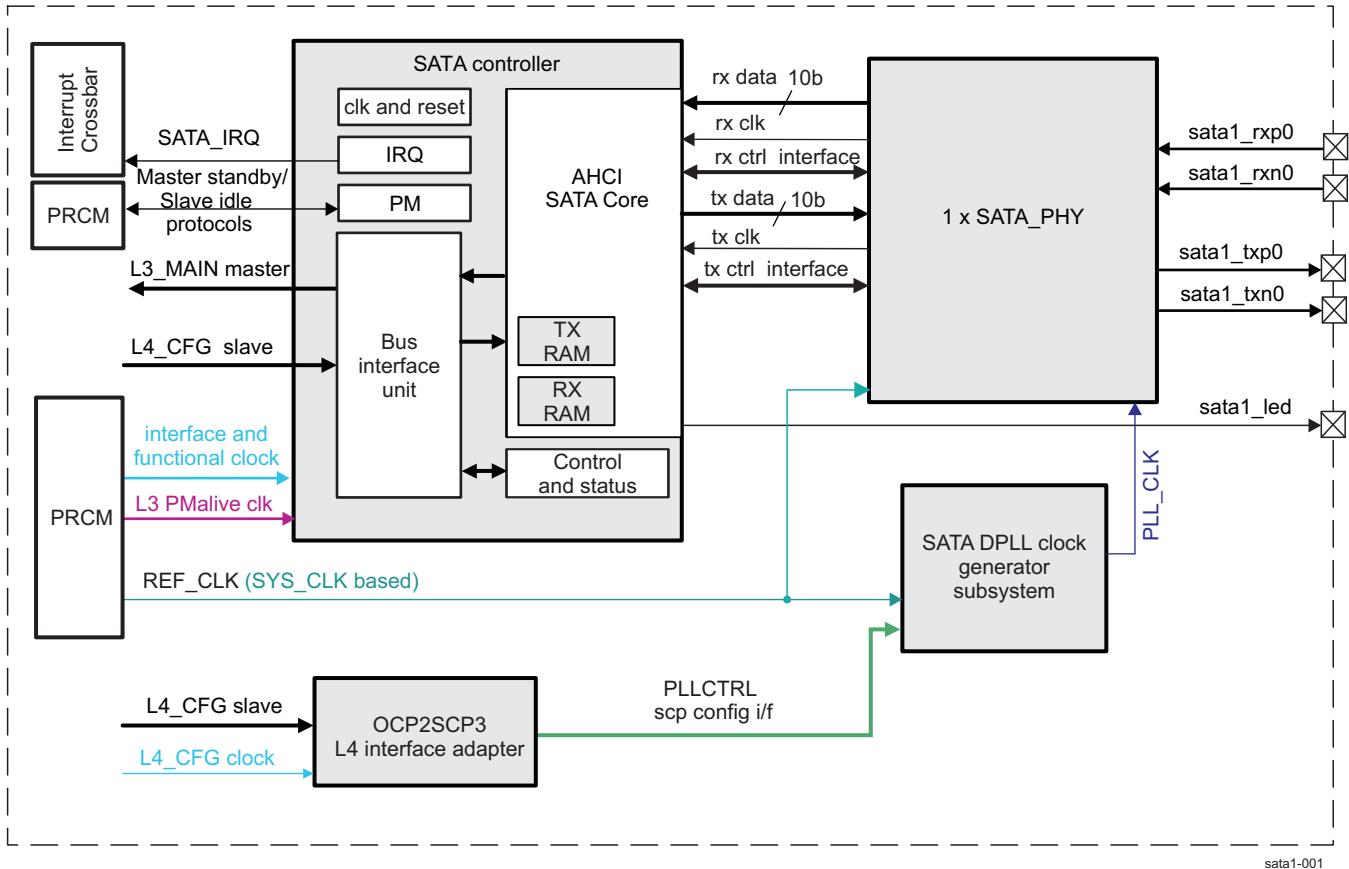 Interrupt
Crossbar
SATA_IRQ
Master standby/
Slave idle
protocols
PRCM
L3_MAIN master
L4_CFG slave
SATA controller
clk and reset
IRQ
PM
Bus
interface
unit
AHCI
SATA Core
TX
RAM
RX
RAM
Control
and status
rx data 10b
rx clk
rx ctrl interface
tx data 10b
tx clk
tx ctrl interface
1 x SATA_PHY
sata1_rxp0
sata1_rxn0
sata1_txp0
sata1_txn0
sata1_led
PRCM
interface and
functional clock
L3 PMalive clk
REF_CLK (SYS_CLK based)
PLL_CLK
SATA DPLL clock
generator
subsystem
L4_CFG slave
L4_CFG clock
OCP2SCP3
L4 interface adapter
PLLCTRL
scp config i/f
sata1-001